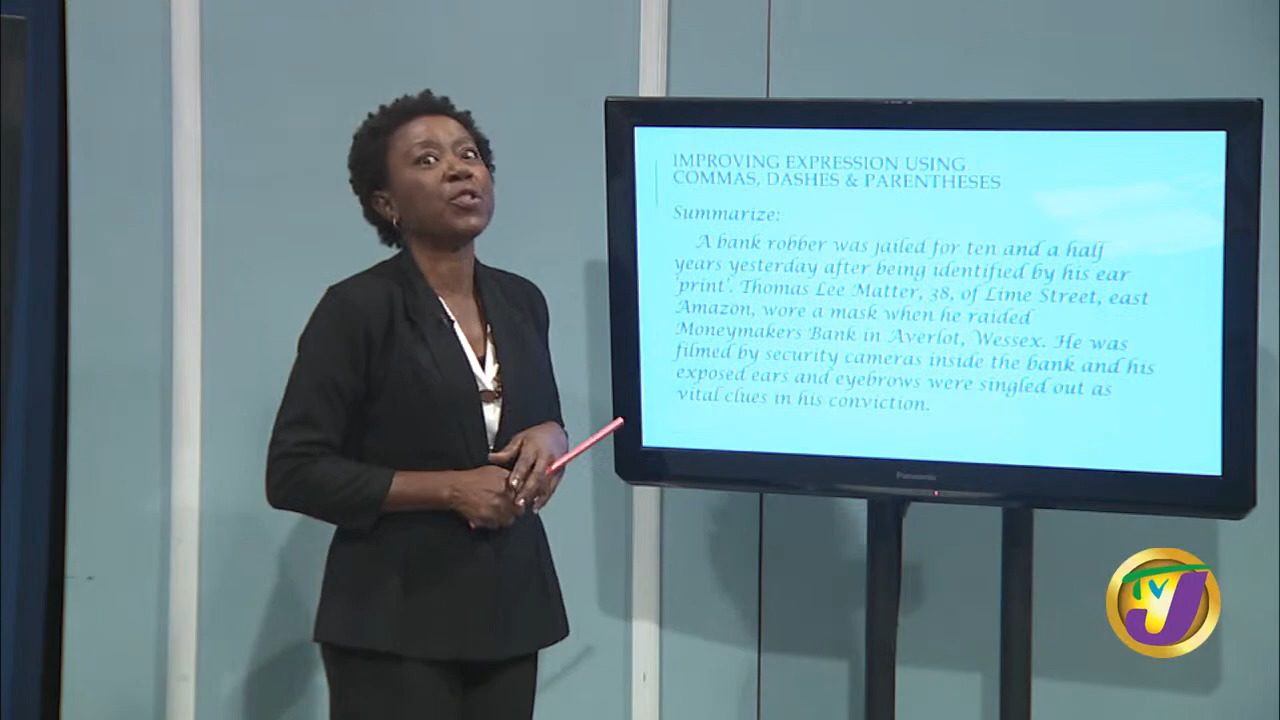 IMPROVING EXPRESSION USING
COMMAS, DASHES & PARENTHESES
Summarize:
A bank robber was jailed for ten and a half
years yesterday after being identified by his ear
'print'. Thomas Lee Matter, 38, of Lime Street, east
Amazon, wore a mask when he raided
Moneymakers Bank in Averlot, Wessex. He was
filmed by security cameras inside the bank and his
exposed ears and eyebrows were singled out as
vital clues in his conviction.
Panasonic
TVJ